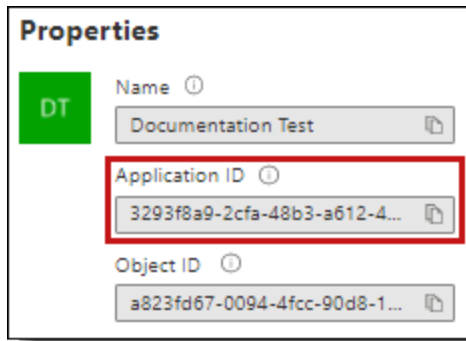 Properties
DT
Name
Documentation Test
Application ID
3293f8a9-2cfa-48b3-a612-4...
Object ID
a823fd67-0094-4fcc-90d8-1...